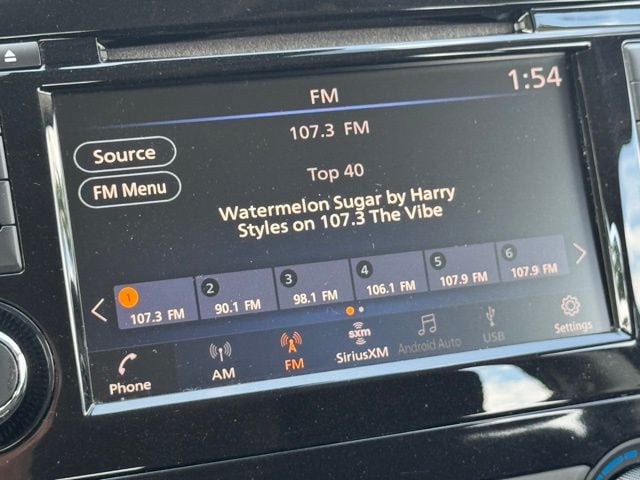 FM
1:54
107.3 FM
Source
Top 40
FM Menu
Watermelon Sugar by Harry
Styles on 107.3 The Vibe
1
107.3 FM
2
90.1 FM
3
98.1 FM
4
106.1 FM
5
107.9 FM
6
107.9 FM
Phone
AM
FM
sxm
SiriusXM
Android Auto
USB
Settings